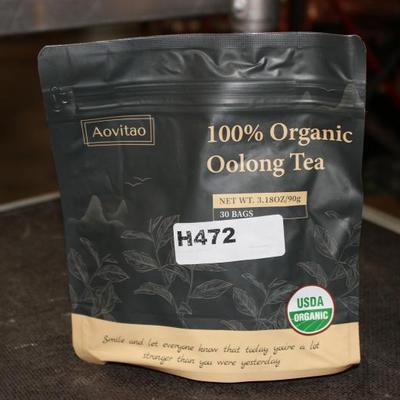 Aovitao
100% Organic
Oolong Tea
NET WT. 3.18OZ/90g
30 BAGS
H472
USDA
ORGANIC
Smile and let everyone know that today you're a lot
stronger than you were yesterday